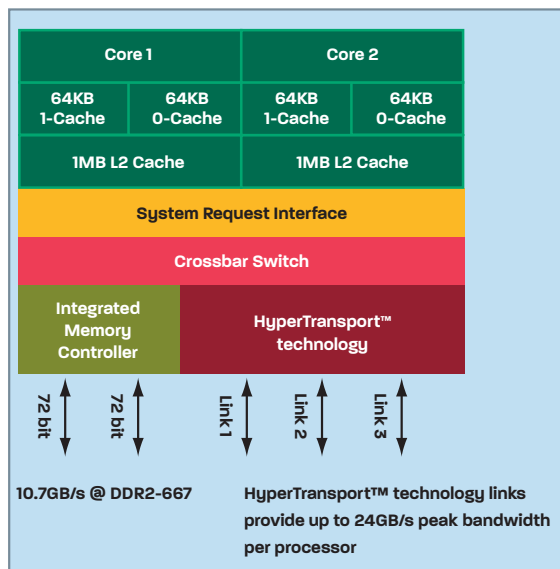 Core 1
Core 2
64KB
1-Cache
64KB
0-Cache
64KB
1-Cache
64KB
0-Cache
1MB L2 Cache
1MB L2 Cache
System Request Interface
Crossbar Switch
Integrated
Memory
Controller
HyperTransport™
technology
72 bit
72 bit
Link 1
Link 2
Link 3
10.7GB/s @ DDR2-667
HyperTransport™ technology links
provide up to 24GB/s peak bandwidth
per processor